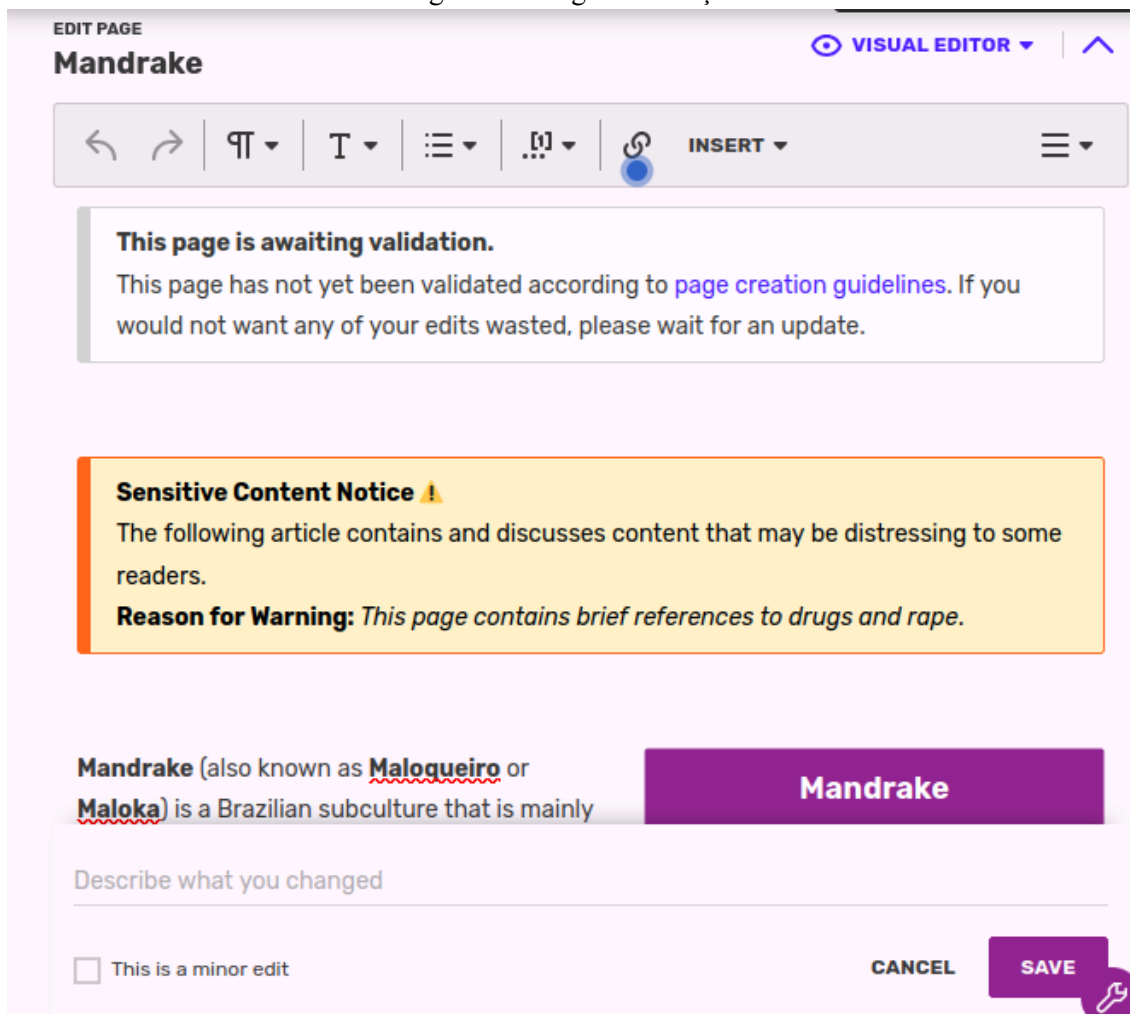 EDIT PAGE
Mandrake
VISUAL EDITOR
T
[1]
INSERT
This page is awaiting validation.
This page has not yet been validated according to page creation guidelines. If you
would not want any of your edits wasted, please wait for an update.
Sensitive Content Notice ⚠️
The following article contains and discusses content that may be distressing to some
readers.
Reason for Warning: This page contains brief references to drugs and rape.
Mandrake (also known as Maloqueiro or
Maloka) is a Brazilian subculture that is mainly
Mandrake
Describe what you changed
This is a minor edit
CANCEL
SAVE